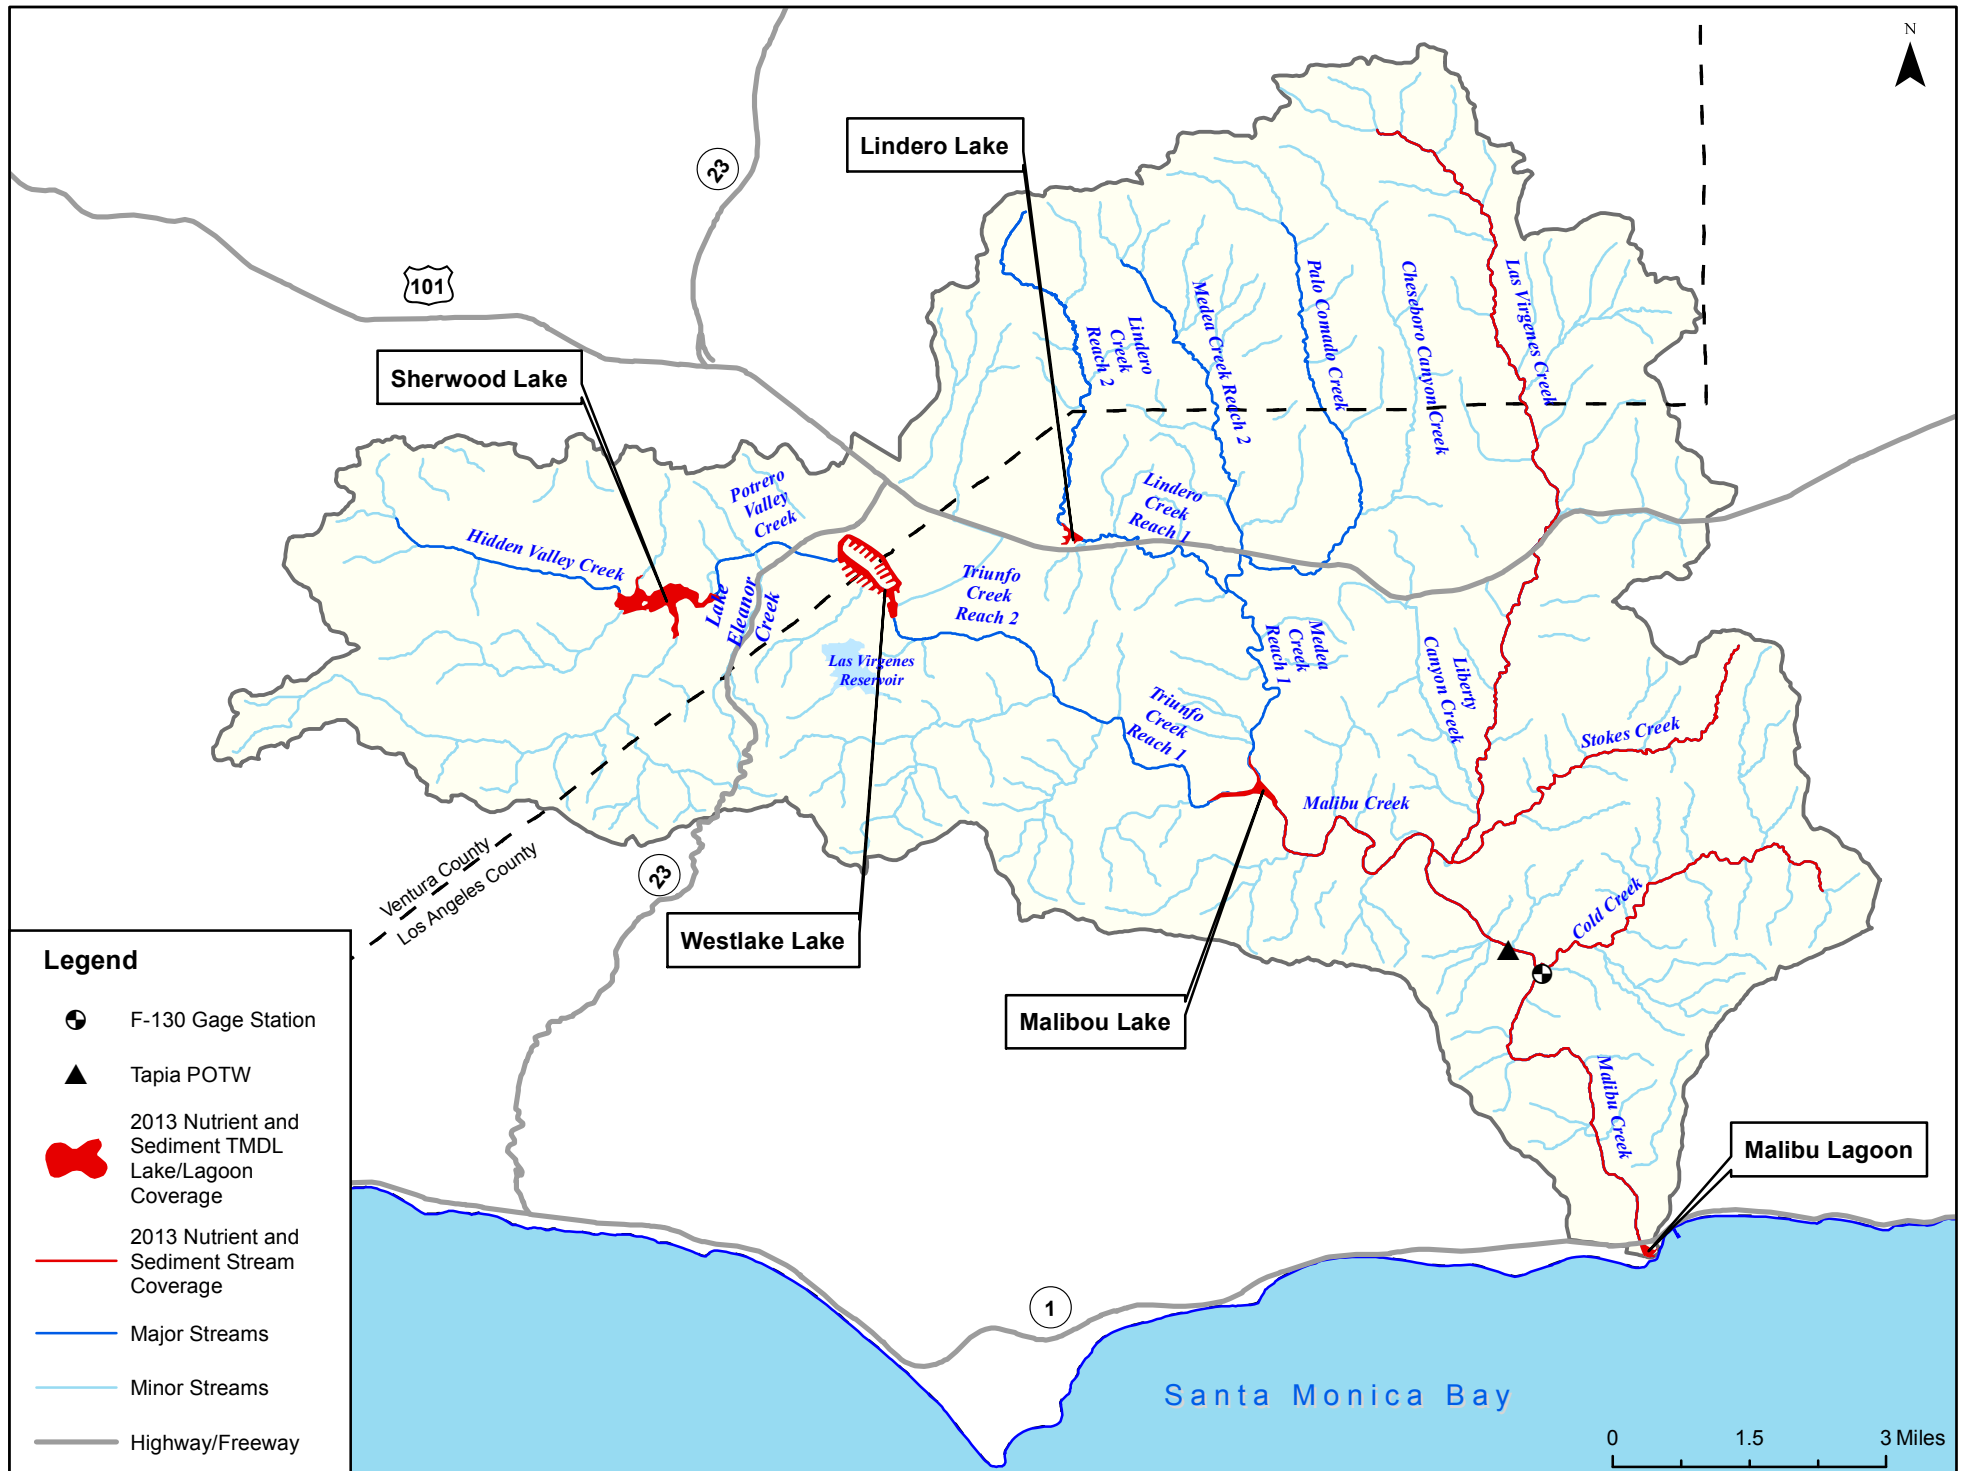 N
23
Lindero Lake
101
Sherwood Lake
Lindero
Creek
Reach 2
Medea Creek Reach 2
Palo Comado Creek
Cheseboro Canyon Creek
Las Virgenes Creek
Potrero
Valley
Creek
Hidden Valley Creek
Lake
Eleanor
Creek
Lindero
Creek
Reach 1
Triunfo
Creek
Reach 2
Las Virgenes
Reservoir
Medea
Creek
Reach 1
Liberty
Canyon Creek
Triunfo
Creek
Reach 1
Stokes Creek
Malibu Creek
Ventura County
Los Angeles County
23
Westlake Lake
Cold Creek
Malibou Lake
Malibu Creek
Malibu Lagoon
1
Santa Monica Bay
0 1.5 3 Miles
Legend
F-130 Gage Station
Tapia POTW
2013 Nutrient and
Sediment TMDL
Lake/Lagoon
Coverage
2013 Nutrient and
Sediment Stream
Coverage
Major Streams
Minor Streams
Highway/Freeway